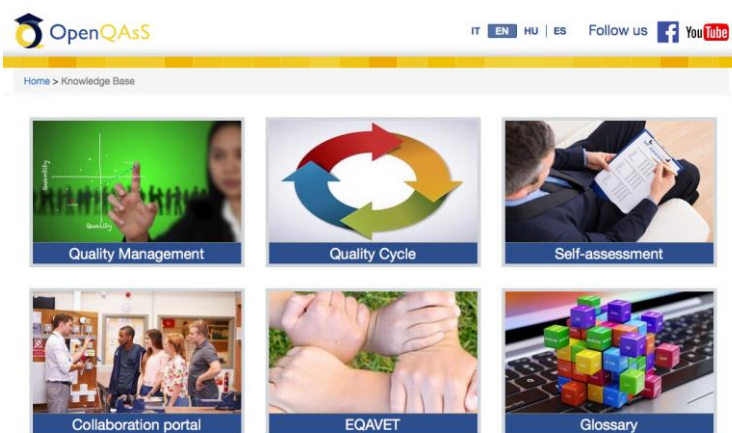 OpenQAsS
IT EN HU | ES Follow us f You Tube
Home > Knowledge Base
Quantity
Quality
Quality Management
Quality Cycle
Self-assessment
Collaboration portal
EQAVET
Glossary